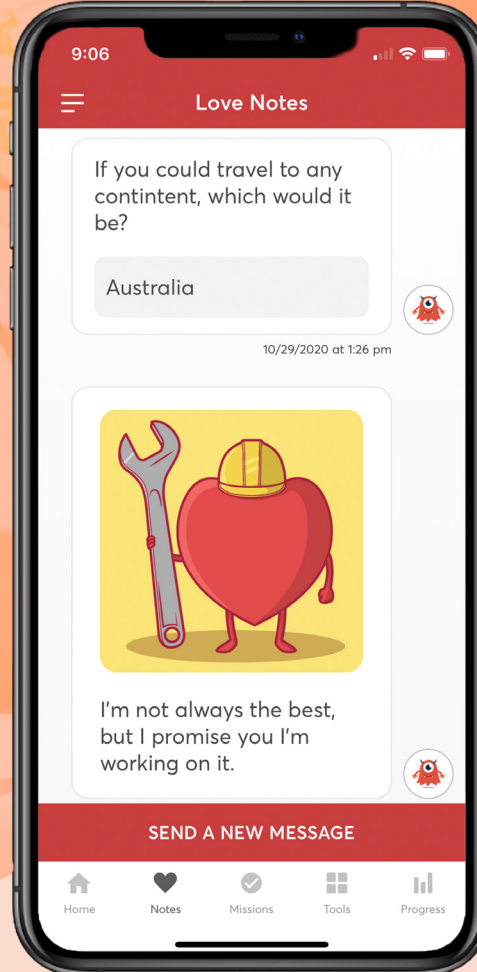 9:06
Love Notes
If you could travel to any
contintent, which would it
be?
Australia
10/29/2020 at 1:26 pm
I'm not always the best,
but I promise you I'm
working on it.
SEND A NEW MESSAGE
Home
Notes
Missions
Tools
Progress